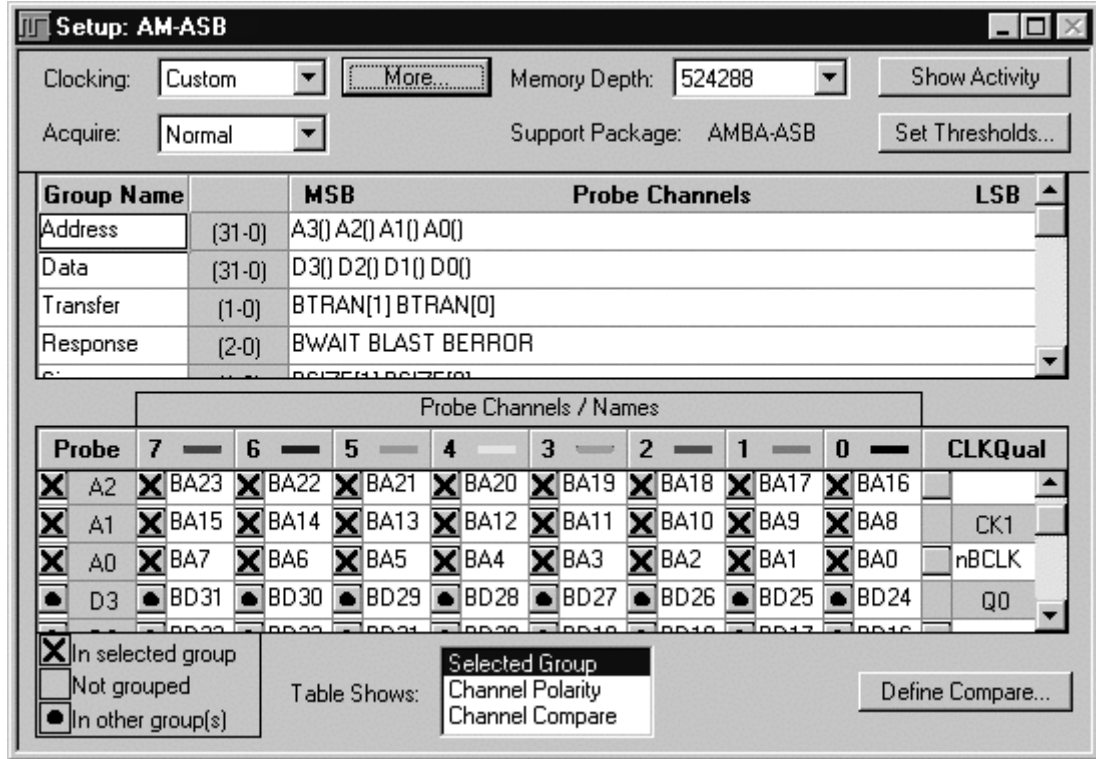 Setup: AM-ASB
Clocking: Custom More... Memory Depth: 524288 Show Activity
Acquire: Normal Support Package: AMBA-ASB Set Thresholds...
Group Name MSB Probe Channels LSB
Address (31-0) A3() A2() A1() A0()
Data (31-0) D3() D2() D1() D0()
Transfer (1-0) BTRAN[1] BTRAN[0]
Response (2-0) BWAIT BLAST BERROR
Probe Channels / Names
Probe 7 6 5 4 3 2 1 0 CLKQual
A2 BA23 BA22 BA21 BA20 BA19 BA18 BA17 BA16
A1 BA15 BA14 BA13 BA12 BA11 BA10 BA9 BA8 CK1
A0 BA7 BA6 BA5 BA4 BA3 BA2 BA1 BA0 nBCLK
D3 BD31 BD30 BD29 BD28 BD27 BD26 BD25 BD24 Q0
In selected group
Not grouped
In other group(s)
Table Shows:
Selected Group
Channel Polarity
Channel Compare
Define Compare...